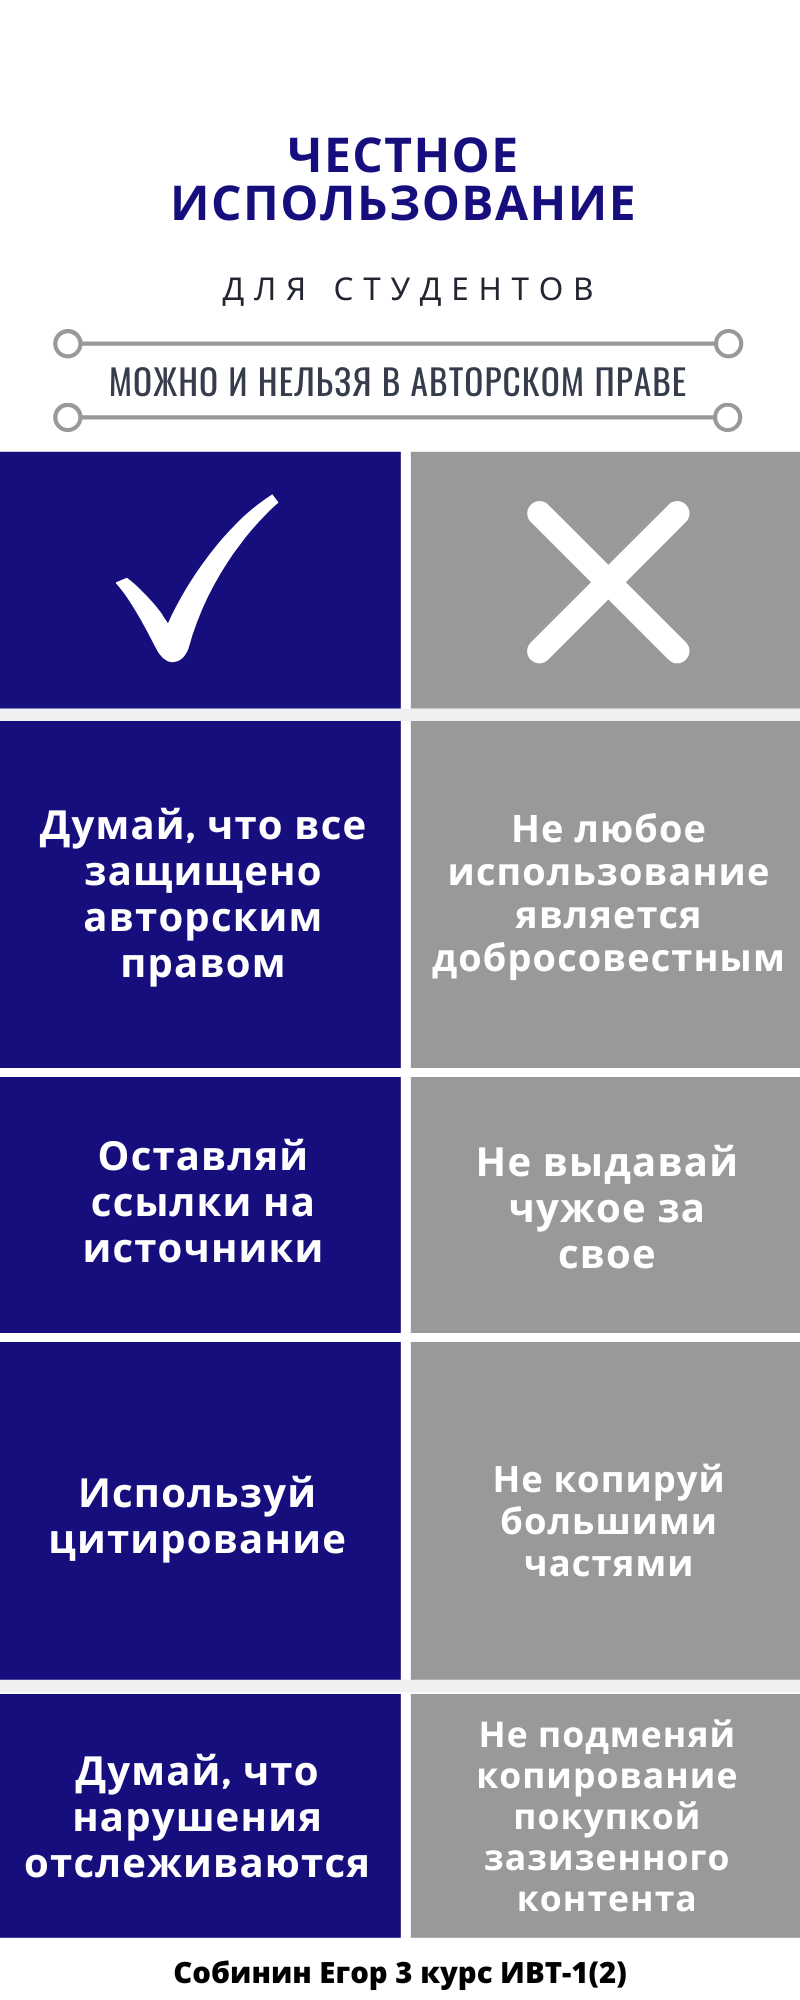 ЧЕСТНОЕ
ИСПОЛЬЗОВАНИЕ
ДЛЯ СТУДЕНТОВ
МОЖНО И НЕЛЬЗЯ В АВТОРСКОМ ПРАВЕ
Думай, что все
защищено
авторским
правом
Не любое
использование
является
добросовестным
Оставляй
ссылки на
источники
Не выдавай
чужое за
свое
Используй
цитирование
Не копируй
большими
частями
Думай, что
нарушения
отслеживаются
Не подменяй
копирование
покупкой
зазизенного
контента
Собинин Егор 3 курс ИВТ-1(2)